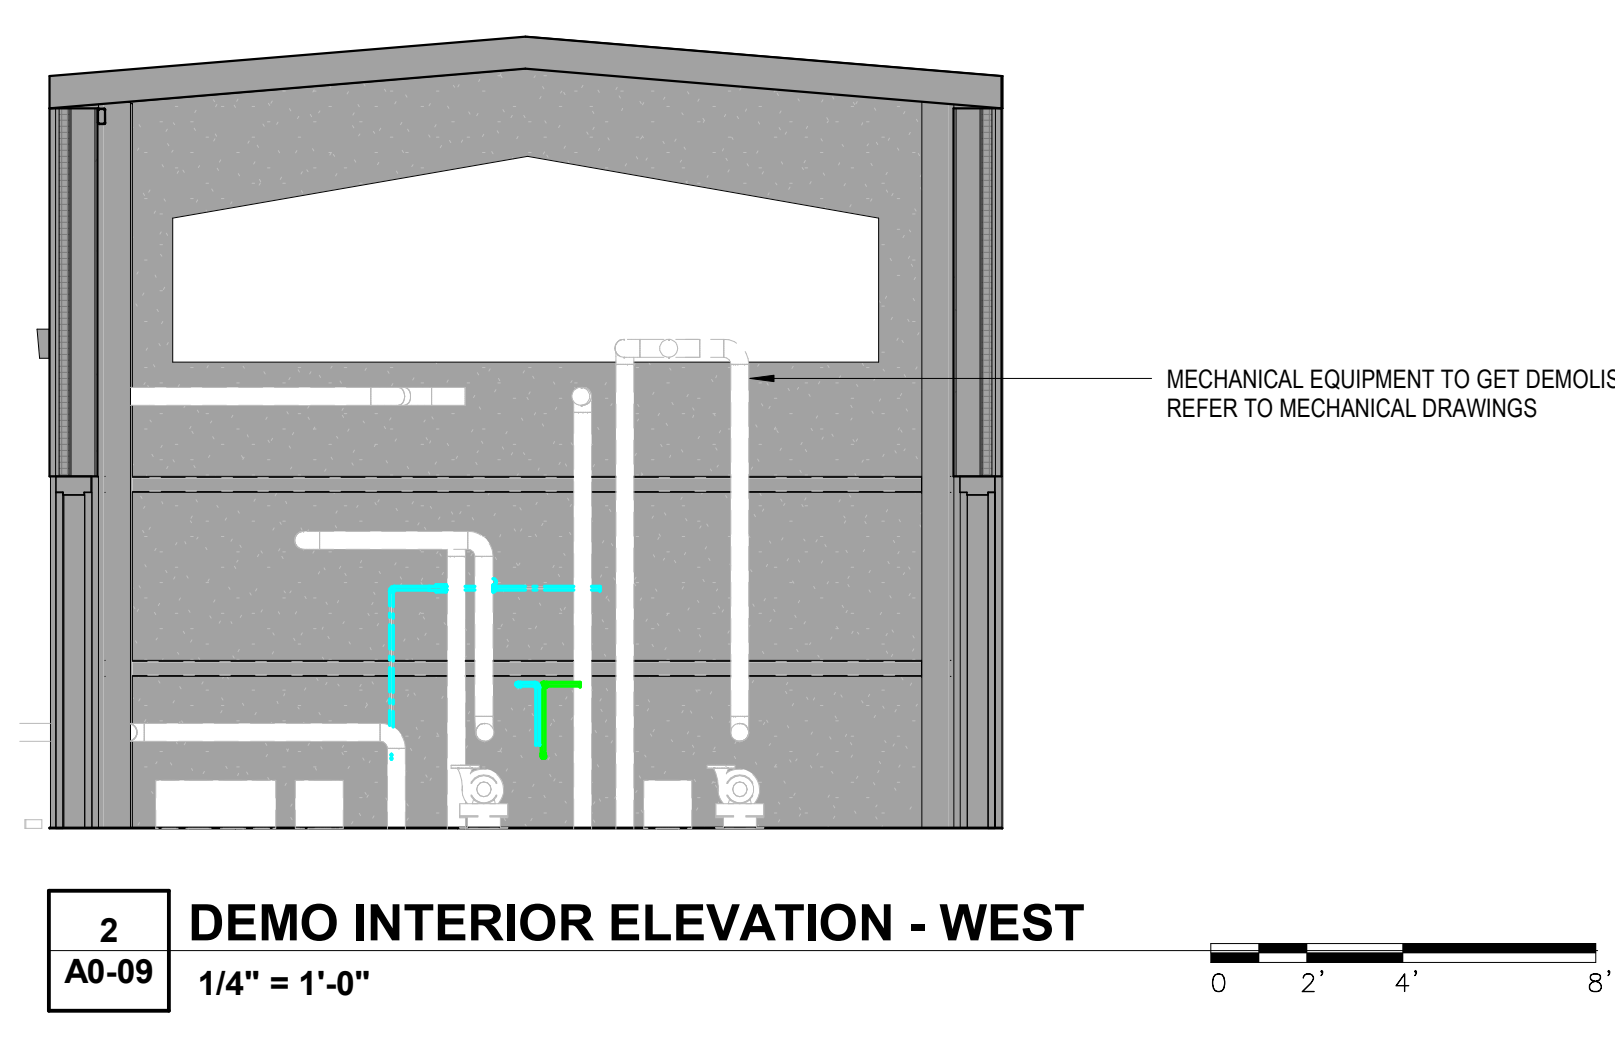 MECHANICAL EQUIPMENT TO GET DEMOLIS
REFER TO MECHANICAL DRAWINGS
2
DEMO INTERIOR ELEVATION - WEST
A0-09
1/4" = 1'-0"
0 2' 4' 8'